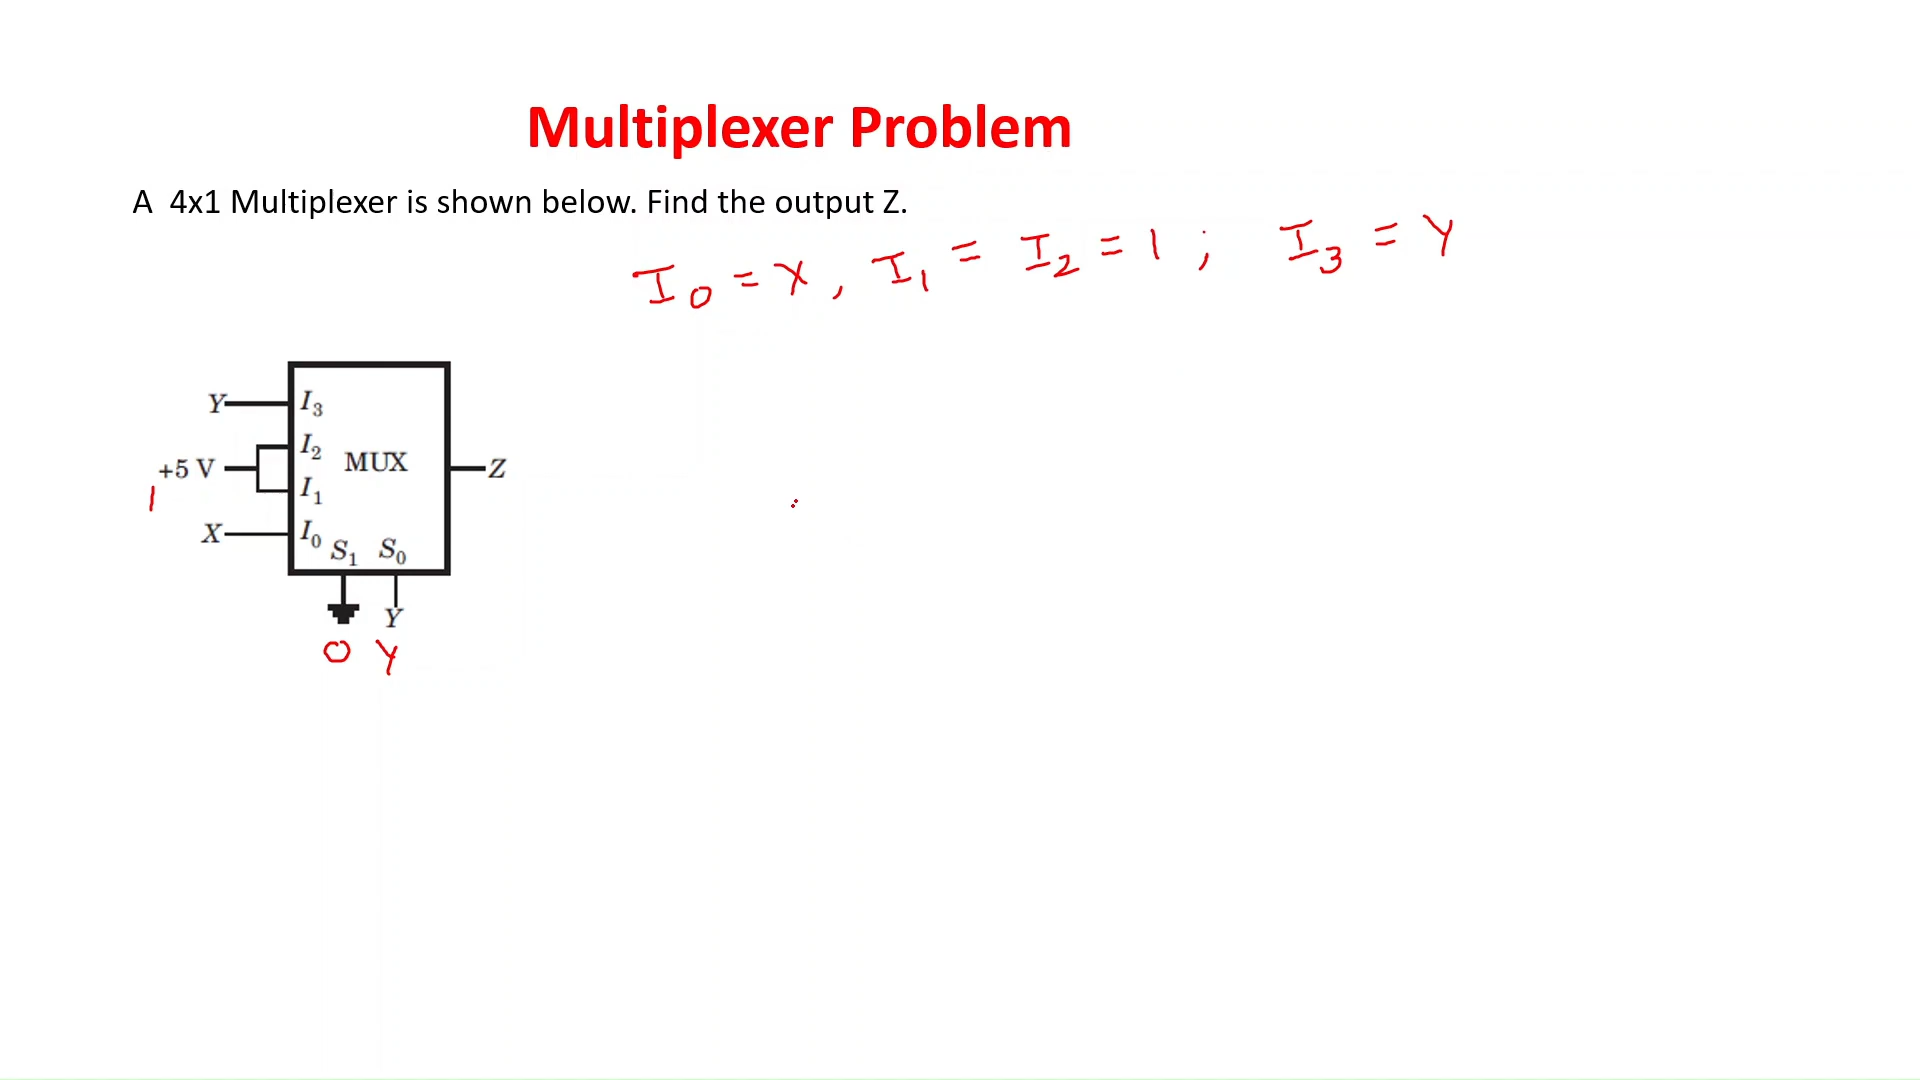 Multiplexer Problem
A 4x1 Multiplexer is shown below. Find the output Z.
I₀ = X, I₁ = I₂ = 1 ; I₃ = Y
Y I₃
I₂
+5 V MUX Z
1
I₁
X I₀
S₁ S₀
Y
0 Y